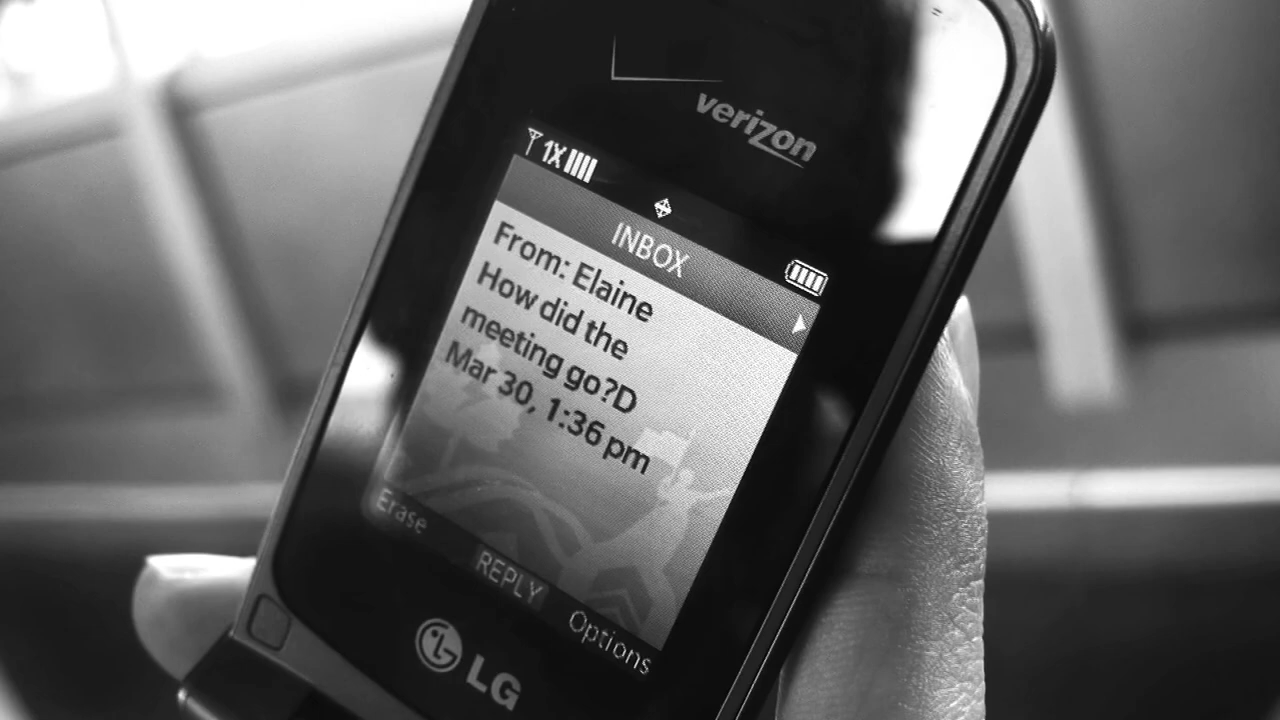 verizon
1X
INBOX
From: Elaine
How did the
meeting go?D
Mar 30, 1:36 pm
Erase
REPLY
Options
LG